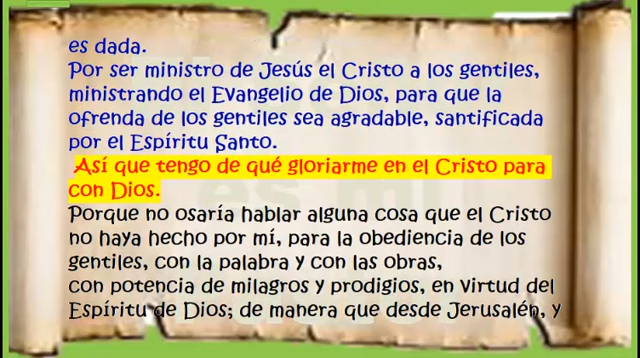 es dada.
Por ser ministro de Jesús el Cristo a los gentiles,
ministrando el Evangelio de Dios, para que la
ofrenda de los gentiles sea agradable, santificada
por el Espíritu Santo.
Así que tengo de qué gloriarme en el Cristo para
con Dios.
Porque no osaría hablar alguna cosa que el Cristo
no haya hecho por mí, para la obediencia de los
gentiles, con la palabra y con las obras,
con potencia de milagros y prodigios, en virtud del
Espíritu de Dios; de manera que desde Jerusalén, y